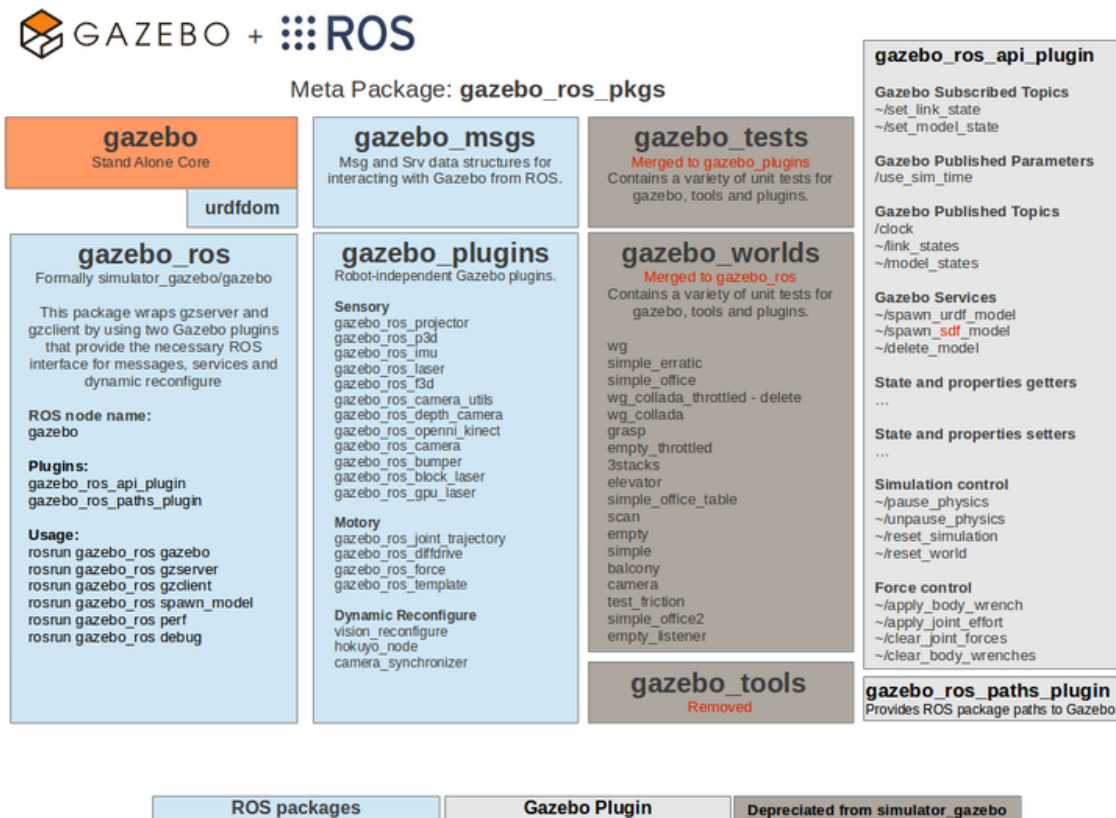 GAZEBO + ROS
Meta Package: gazebo_ros_pkgs
gazebo
Stand Alone Core
urdfdom
gazebo_ros
Formally simulator_gazebo/gazebo
This package wraps gzserver and
gzclient by using two Gazebo plugins
that provide the necessary ROS
interface for messages, services and
dynamic reconfigure
ROS node name:
gazebo
Plugins:
gazebo_ros_api_plugin
gazebo_ros_paths_plugin
Usage:
rosrun gazebo_ros gazebo
rosrun gazebo_ros gzserver
rosrun gazebo_ros gzclient
rosrun gazebo_ros spawn_model
rosrun gazebo_ros perf
rosrun gazebo_ros debug
gazebo_msgs
Msg and Srv data structures for
interacting with Gazebo from ROS.
gazebo_plugins
Robot-independent Gazebo plugins.
Sensory
gazebo_ros_projector
gazebo_ros_p3d
gazebo_ros_imu
gazebo_ros_laser
gazebo_ros_f3d
gazebo_ros_camera_utils
gazebo_ros_depth_camera
gazebo_ros_openni_kinect
gazebo_ros_camera
gazebo_ros_bumper
gazebo_ros_block_laser
gazebo_ros_gpu_laser
Motory
gazebo_ros_joint_trajectory
gazebo_ros_diffdrive
gazebo_ros_force
gazebo_ros_template
Dynamic Reconfigure
vision_reconfigure
hokuyo_node
camera_synchronizer
gazebo_tests
Merged to gazebo_plugins
Contains a variety of unit tests for
gazebo, tools and plugins.
gazebo_worlds
Merged to gazebo_ros
Contains a variety of unit tests for
gazebo, tools and plugins.
wg
simple_erratic
simple_office
wg_collada_throttled - delete
wg_collada
grasp
empty_throttled
3stacks
elevator
simple_office_table
scan
empty
simple
balcony
camera
test_friction
simple_office2
empty_listener
gazebo_tools
Removed
gazebo_ros_api_plugin
Gazebo Subscribed Topics
~/set_link_state
~/set_model_state
Gazebo Published Parameters
/use_sim_time
Gazebo Published Topics
/clock
~/link_states
~/model_states
Gazebo Services
~/spawn_urdf_model
~/spawn_sdf_model
~/delete_model
State and properties getters
...
State and properties setters
...
Simulation control
~/pause_physics
~/unpause_physics
~/reset_simulation
~/reset_world
Force control
~/apply_body_wrench
~/apply_joint_effort
~/clear_joint_forces
~/clear_body_wrenches
gazebo_ros_paths_plugin
Provides ROS package paths to Gazebo
ROS packages
Gazebo Plugin
Depreciated from simulator_gazebo